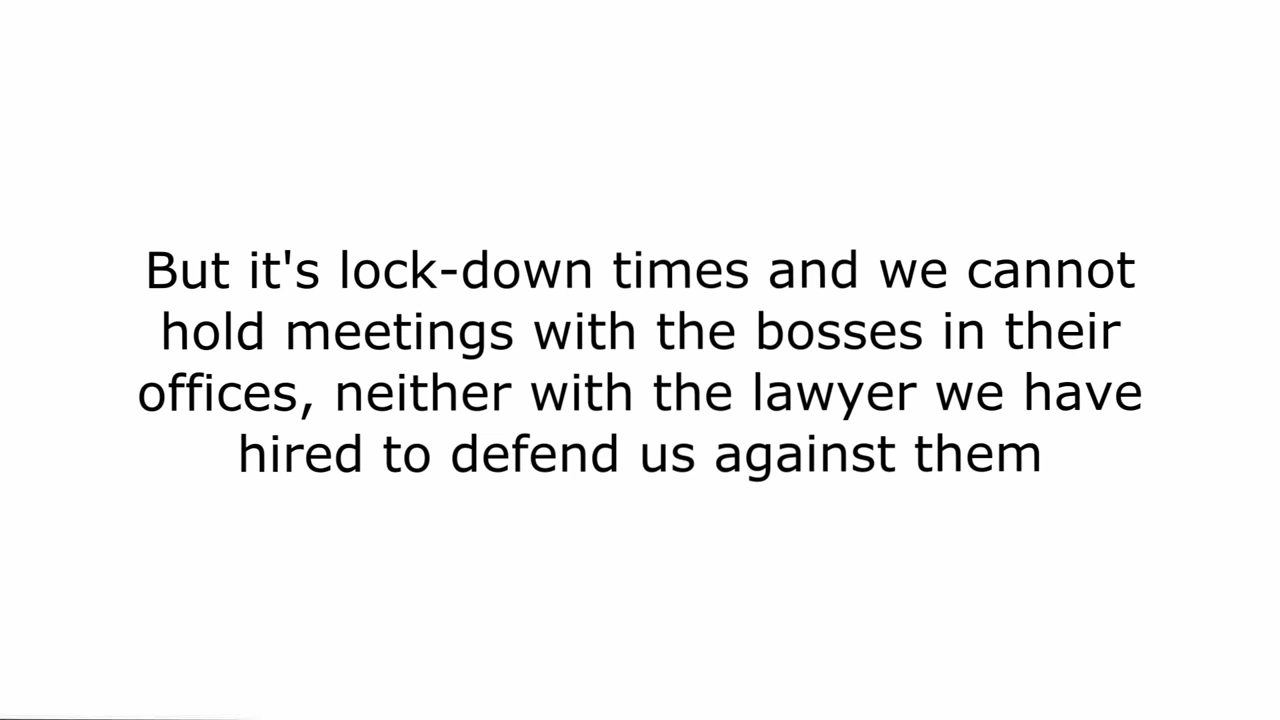 But it's lock-down times and we cannot
hold meetings with the bosses in their
offices, neither with the lawyer we have
hired to defend us against them